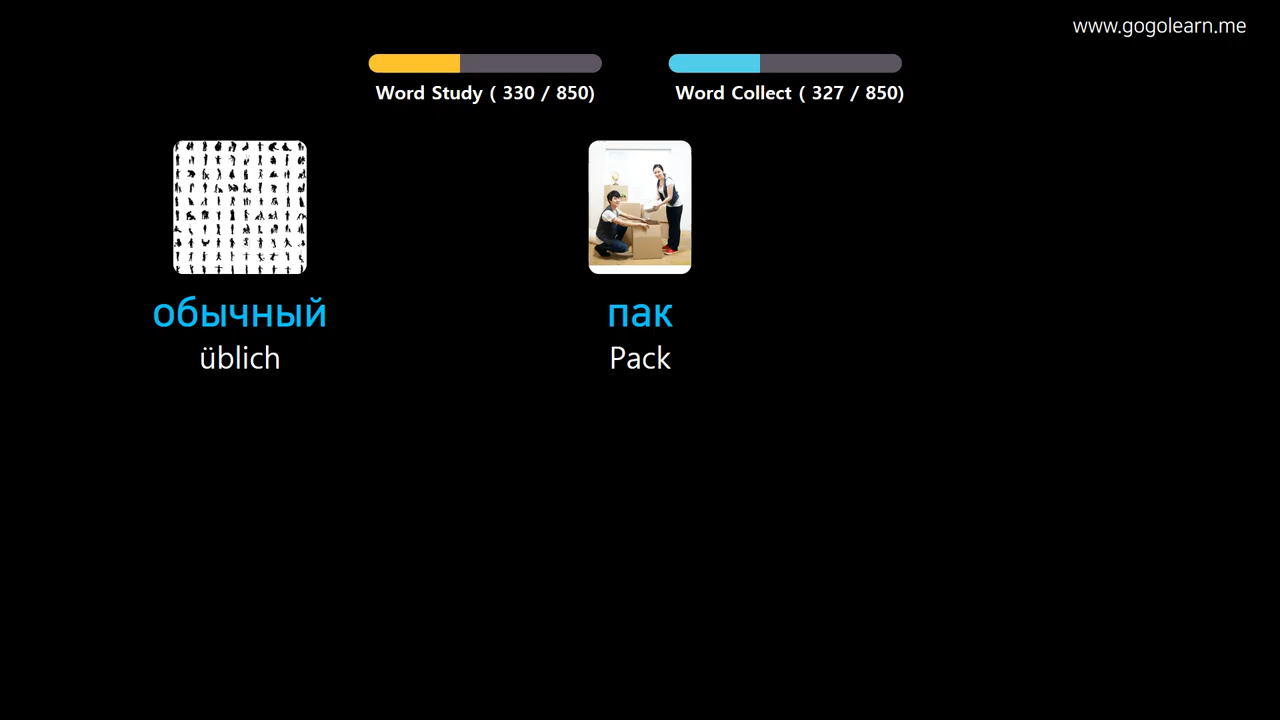 www.gogolearn.me
Word Study ( 330 / 850)
Word Collect ( 327 / 850)
обычный
üblich
пак
Pack